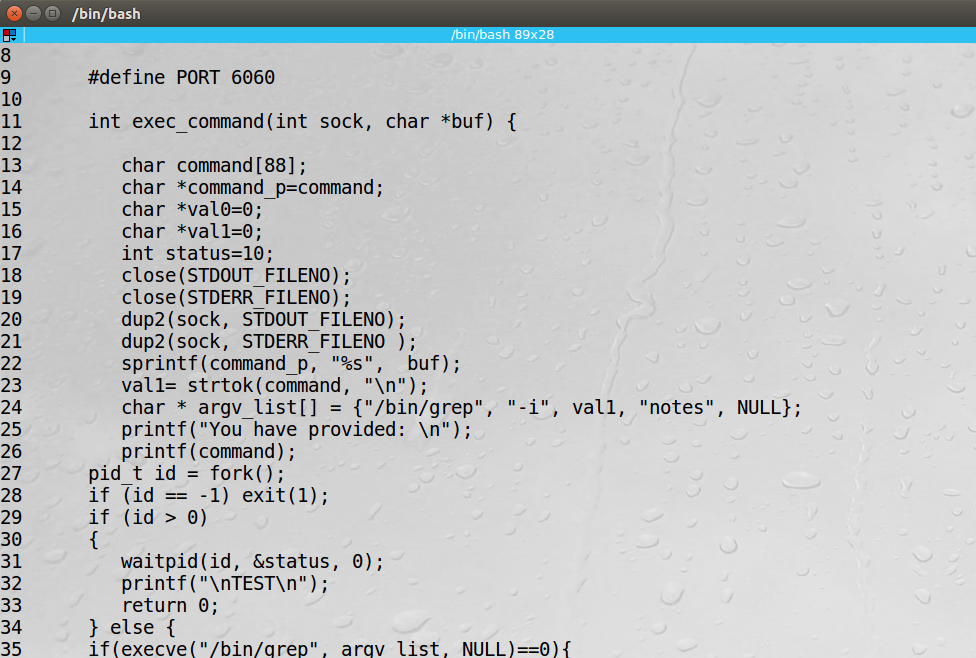 /bin/bash
/bin/bash 89x28
8
9      #define PORT 6060
10
11      int exec_command(int sock, char *buf) {
12
13         char command[88];
14         char *command_p=command;
15         char *val0=0;
16         char *val1=0;
17         int status=10;
18         close(STDOUT_FILENO);
19         close(STDERR_FILENO);
20         dup2(sock, STDOUT_FILENO);
21         dup2(sock, STDERR_FILENO );
22         sprintf(command_p, "%s",  buf);
23         val1= strtok(command, "\n");
24         char * argv_list[] = {"/bin/grep", "-i", val1, "notes", NULL};
25         printf("You have provided: \n");
26         printf(command);
27      pid_t id = fork();
28      if (id == -1) exit(1);
29      if (id > 0)
30      {
31         waitpid(id, &status, 0);
32         printf("\nTEST\n");
33         return 0;
34      } else {
35      if(execve("/bin/grep", argv_list, NULL)==0){